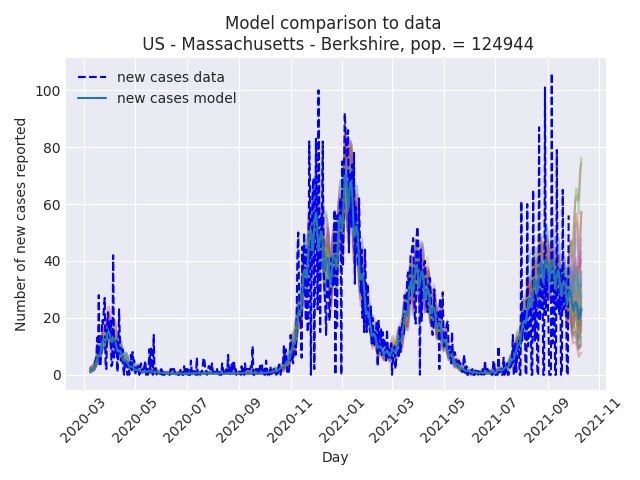 Model comparison to data
US - Massachusetts - Berkshire, pop. = 124944
new cases data
new cases model
Number of new cases reported
100
80
60
40
20
0
2020-03
2020-05
2020-07
2020-09
2020-11
2021-01
2021-03
2021-05
2021-07
2021-09
2021-11
Day